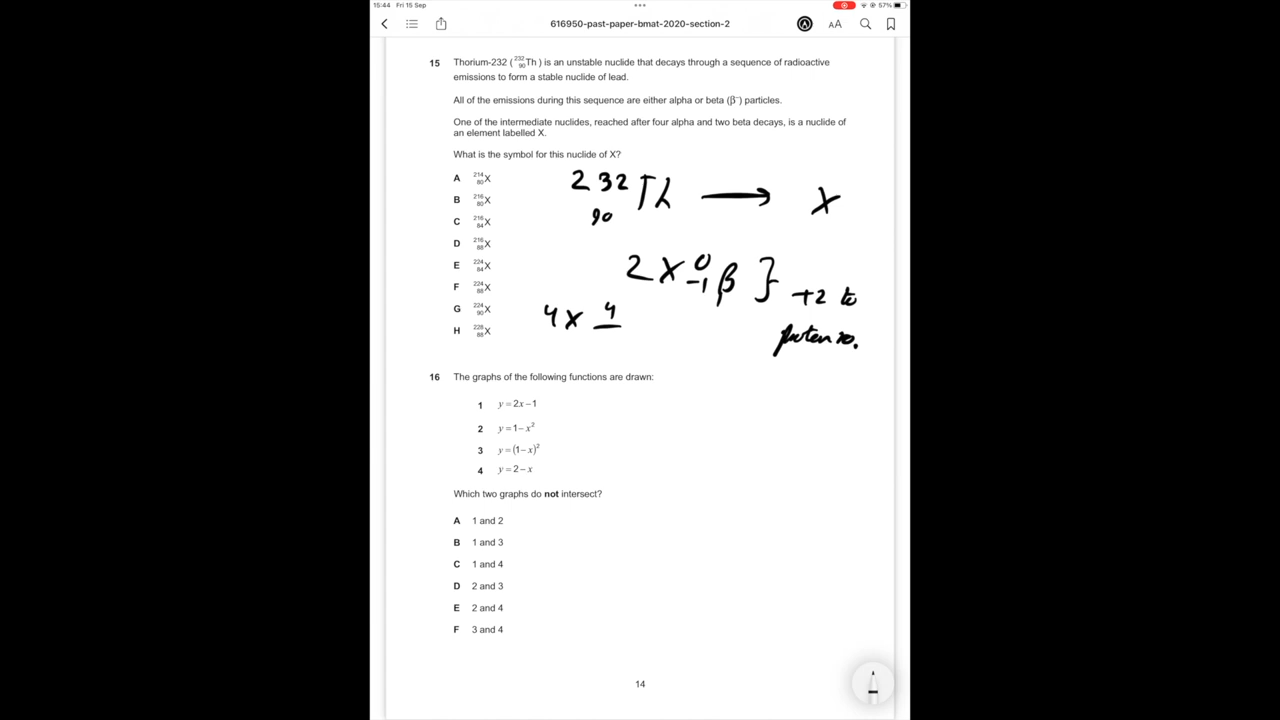 15:44 Fri 15 Sep
57%
616950-past-paper-bmat-2020-section-2
AA
15 Thorium-232 (²³²₉₀Th) is an unstable nuclide that decays through a sequence of radioactive
emissions to form a stable nuclide of lead.
All of the emissions during this sequence are either alpha or beta (β⁻) particles.
One of the intermediate nuclides, reached after four alpha and two beta decays, is a nuclide of
an element labelled X.
What is the symbol for this nuclide of X?
A ²¹⁴₈₀X
B ²¹⁶₈₀X
C ²¹⁶₈₄X
D ²¹⁶₈₈X
E ²²⁴₈₄X
F ²²⁴₈₈X
G ²²⁴₉₀X
H ²²⁸₈₈X
232 Th → X
90
2 X ⁰₋₁β } +2 to
4 X 4
16 The graphs of the following functions are drawn:
1 y = 2x − 1
2 y = 1 − x²
3 y = (1 − x)²
4 y = 2 − x
Which two graphs do not intersect?
A 1 and 2
B 1 and 3
C 1 and 4
D 2 and 3
E 2 and 4
F 3 and 4
14